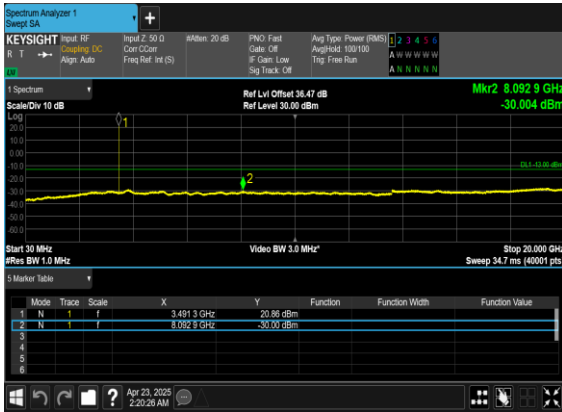 Spectrum Analyzer 1
Swept SA
+
KEYSIGHT Input: RF Input Z: 50 Ω #Atten: 20 dB PNO: Fast Avg Type: Power (RMS) 1 2 3 4 5 6
R T Coupling: DC Corr CCorr Gate: Off Avg|Hold: 100/100 A W W W W W
Align: Auto Freq Ref: Int (S) IF Gain: Low Trig: Free Run
Sig Track: Off A N N N N N
1 Spectrum
Scale/Div 10 dB
Ref Lvl Offset 36.47 dB
Ref Level 30.00 dBm
Mkr2 8.092 9 GHz
-30.004 dBm
Log
20.0
10.0
0.00
-10.0
-20.0
-30.0
-40.0
-50.0
-60.0
1
2
DL1 -13.00 dBm
Start 30 MHz Video BW 3.0 MHz* Stop 20.000 GHz
#Res BW 1.0 MHz Sweep 34.7 ms (40001 pts)
5 Marker Table
Mode Trace Scale X Y Function Function Width Function Value
1 N 1 f 3.491 3 GHz 20.86 dBm
2 N 1 f 8.092 9 GHz -30.00 dBm
3
4
5
6
Apr 23, 2025
2:20:26 AM